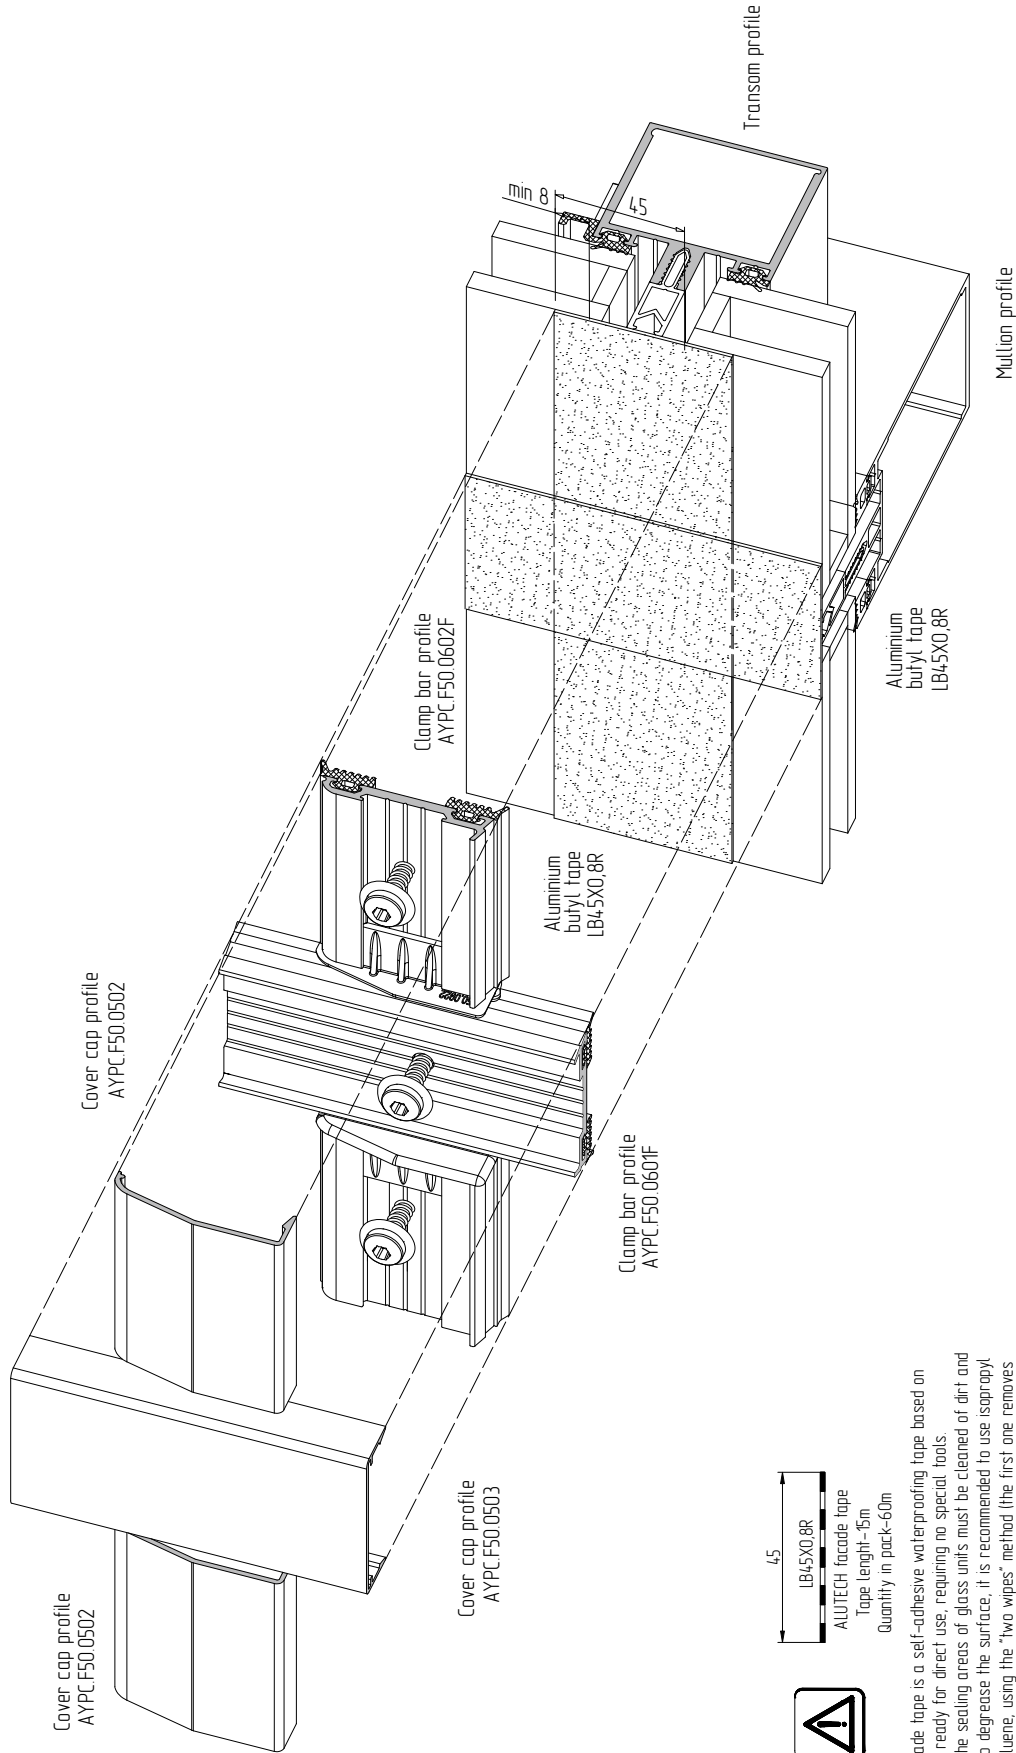 Cover cap profile
AYPC.F50.0502
Cover cap profile
AYPC.F50.0502
Cover cap profile
AYPC.F50.0503
Clamp bar profile
AYPC.F50.0602F
Clamp bar profile
AYPC.F50.0601F
Aluminium
butyl tape
LB45X0,8R
Aluminium
butyl tape
LB45X0,8R
min 8
45
Transom profile
Mullion profile
45
LB45X0,8R
ALUTECH facade tape
Tape lenght-15m
Quantity in pack-60m
tape is a self-adhesive waterproofing tape based on
ready for direct use, requiring no special tools.
sealing areas of glass units must be cleaned of dirt and
degrease the surface, it is recommended to use isopropyl
using the "two wipes" method (the first one removes